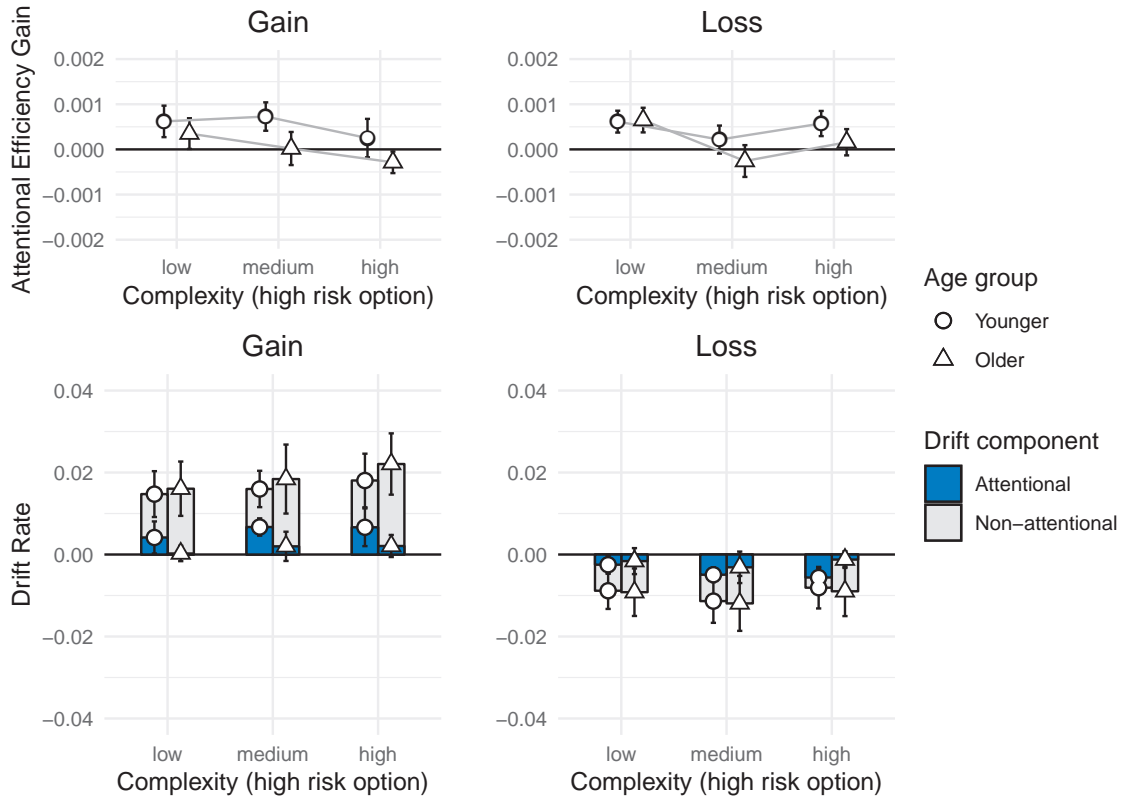 Gain
Loss
Attentional Efficiency Gain
0.002
0.001
0.000
−0.001
−0.002
low medium high
Complexity (high risk option)
0.002
0.001
0.000
−0.001
−0.002
low medium high
Complexity (high risk option)
Age group
Younger
Older
Drift component
Attentional
Non−attentional
Gain
Loss
Drift Rate
0.04
0.02
0.00
−0.02
−0.04
low medium high
Complexity (high risk option)
0.04
0.02
0.00
−0.02
−0.04
low medium high
Complexity (high risk option)